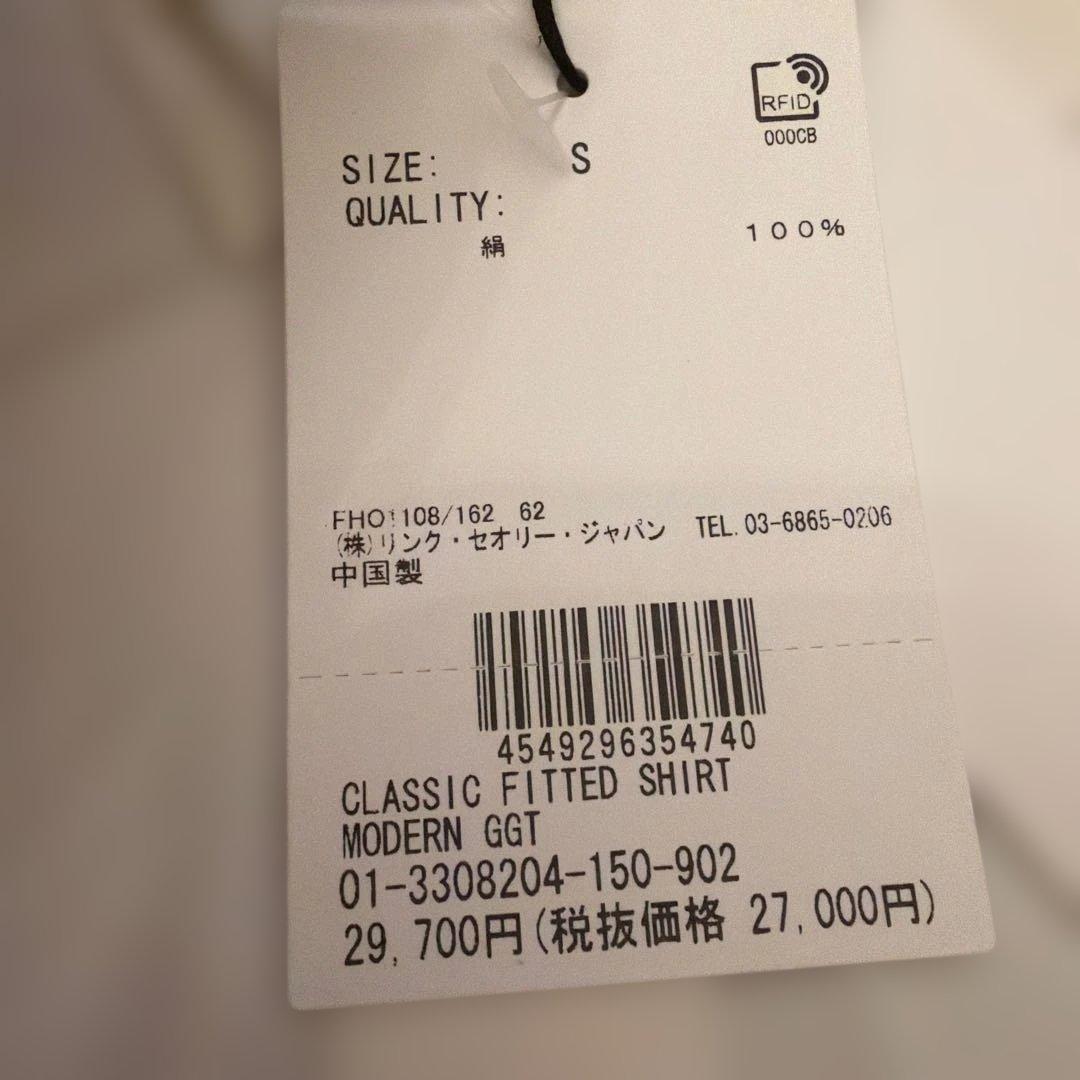 RFID
000CB
SIZE: S
QUALITY:
絹 100%
FH01108/162 62
(株)リンク・セオリー・ジャパン TEL. 03-6865-0206
中国製
4549296354740
CLASSIC FITTED SHIRT
MODERN GGT
01-3308204-150-902
29,700円(税抜価格 27,000円)